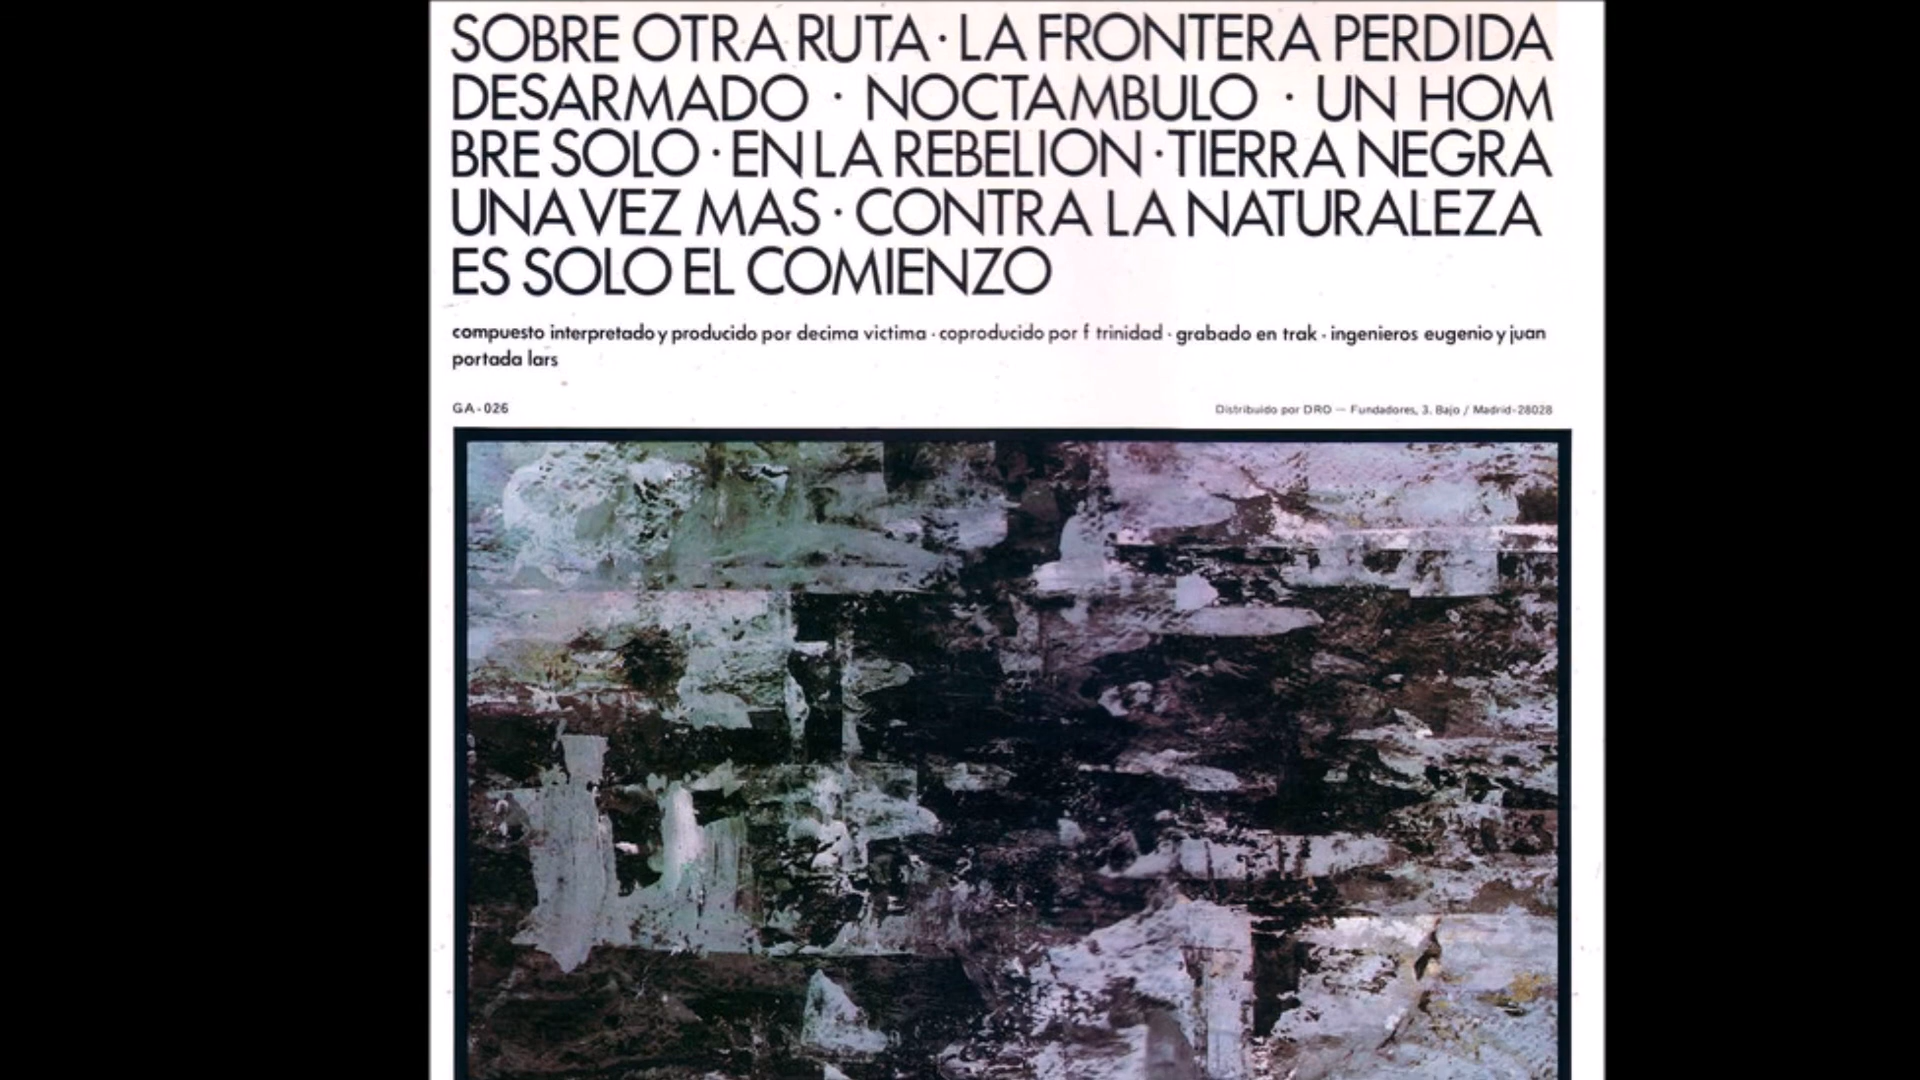 SOBRE OTRA RUTA · LA FRONTERA PERDIDA
DESARMADO · NOCTAMBULO · UN HOM
BRE SOLO · EN LA REBELION · TIERRA NEGRA
UNA VEZ MAS · CONTRA LA NATURALEZA
ES SOLO EL COMIENZO
compuesto interpretado y producido por decima victima · coproducido por f trinidad · grabado en trak · ingenieros eugenio y juan
portada lars
GA-026
Distribuido por DRO — Fundadores, 3. Bajo / Madrid-28028